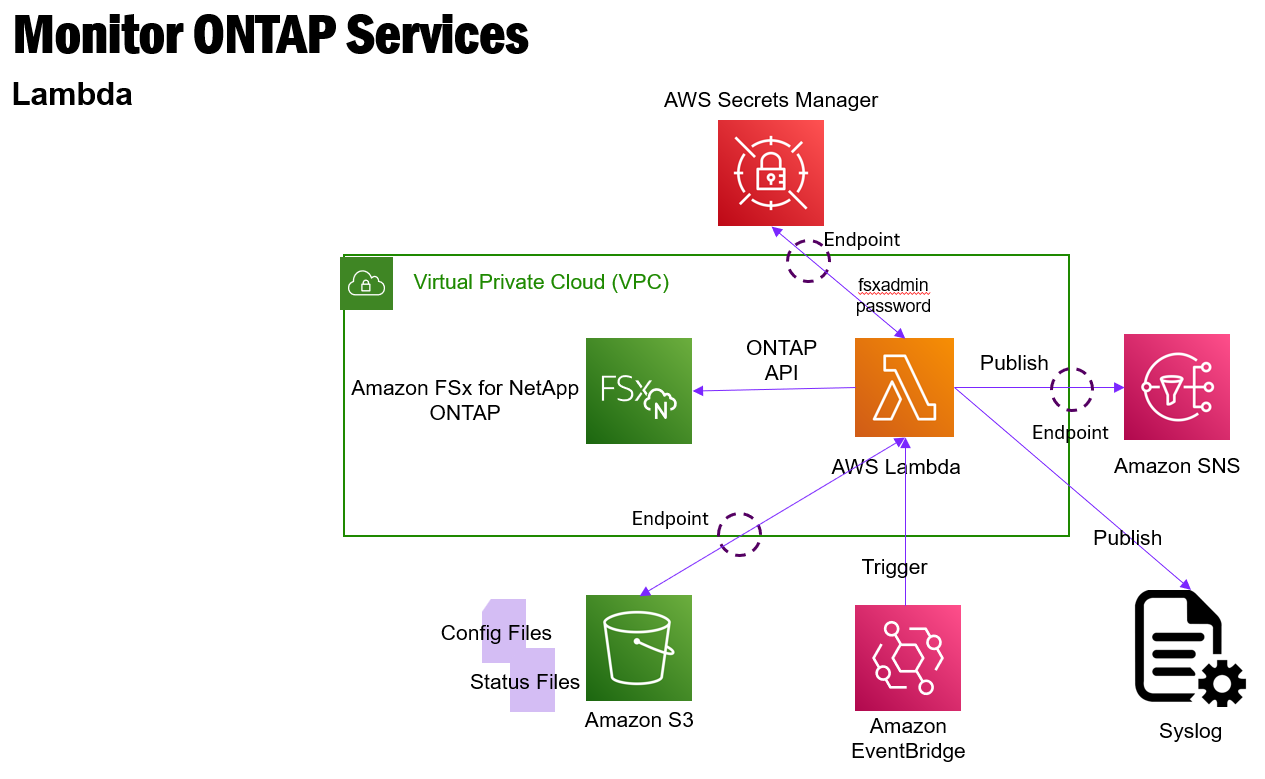 Monitor ONTAP Services
Lambda
AWS Secrets Manager
Endpoint
Virtual Private Cloud (VPC)
fsxadmin
password
ONTAP
API
Publish
FSx
N
Amazon FSx for NetApp
ONTAP
Endpoint
AWS Lambda
Amazon SNS
Endpoint
Publish
Trigger
Config Files
Status Files
Amazon S3
Amazon
EventBridge
Syslog